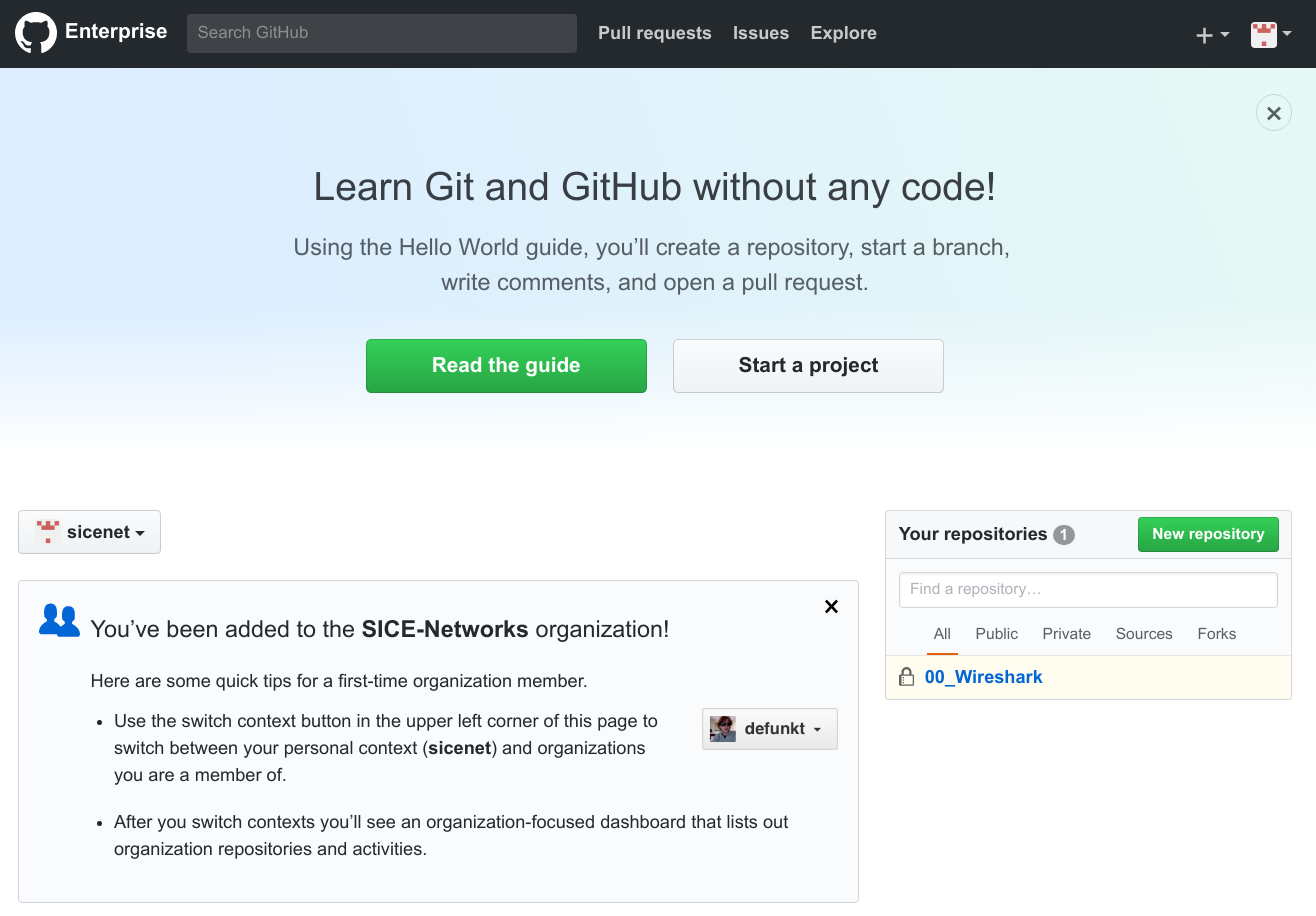 Enterprise
Search GitHub
Pull requests Issues Explore
Learn Git and GitHub without any code!
Using the Hello World guide, you’ll create a repository, start a branch,
write comments, and open a pull request.
Read the guide
Start a project
sicenet
You’ve been added to the SICE-Networks organization!
Here are some quick tips for a first-time organization member.
• Use the switch context button in the upper left corner of this page to
switch between your personal context (sicenet) and organizations
you are a member of.
defunkt
• After you switch contexts you’ll see an organization-focused dashboard that lists out
organization repositories and activities.
Your repositories 1
New repository
Find a repository…
All Public Private Sources Forks
00_Wireshark